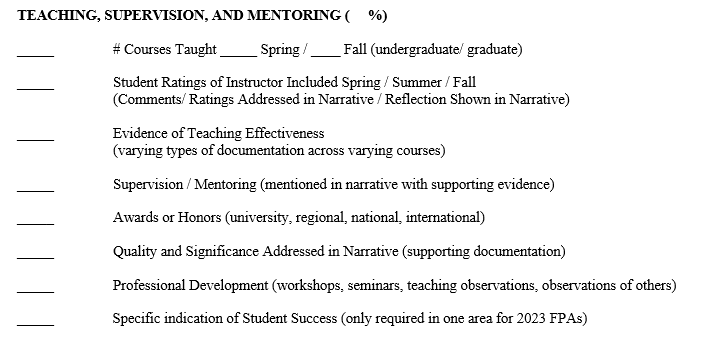 TEACHING, SUPERVISION, AND MENTORING (    %)
_____ # Courses Taught _____ Spring / ____ Fall (undergraduate/ graduate)
_____ Student Ratings of Instructor Included Spring / Summer / Fall
(Comments/ Ratings Addressed in Narrative / Reflection Shown in Narrative)
_____ Evidence of Teaching Effectiveness
(varying types of documentation across varying courses)
_____ Supervision / Mentoring (mentioned in narrative with supporting evidence)
_____ Awards or Honors (university, regional, national, international)
_____ Quality and Significance Addressed in Narrative (supporting documentation)
_____ Professional Development (workshops, seminars, teaching observations, observations of others)
_____ Specific indication of Student Success (only required in one area for 2023 FPAs)